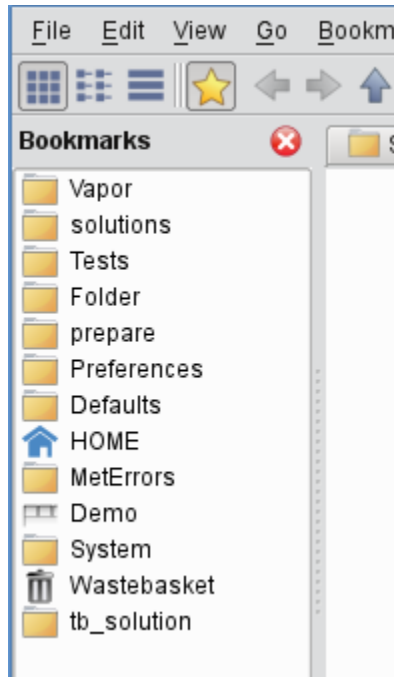 File Edit View Go Bookm
Bookmarks S
Vapor
solutions
Tests
Folder
prepare
Preferences
Defaults
HOME
MetErrors
Demo
System
Wastebasket
tb_solution